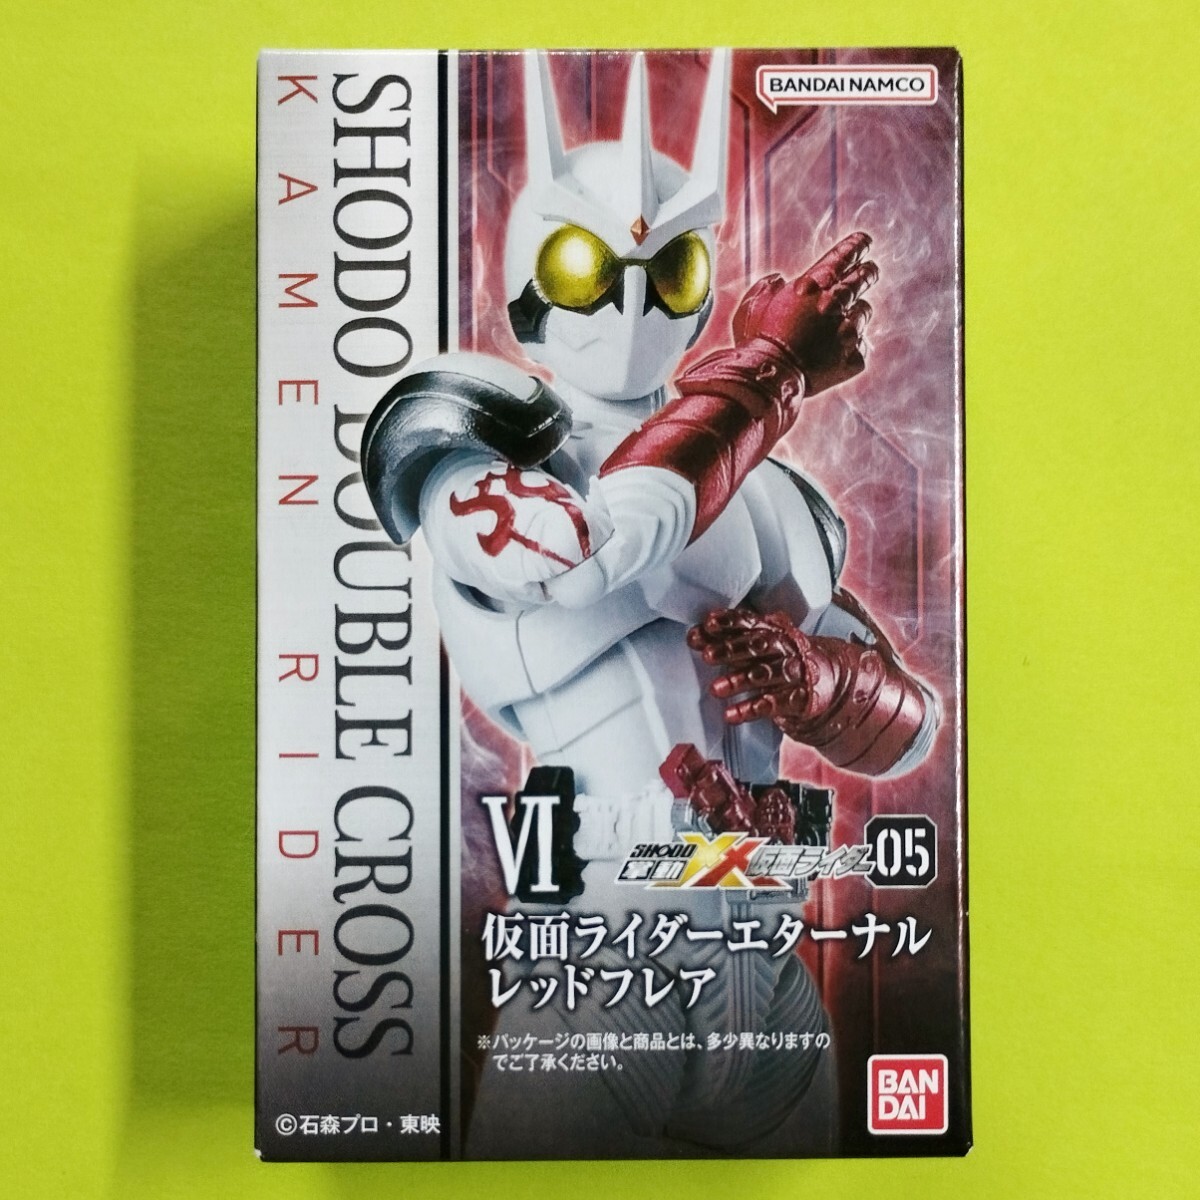 BANDAI NAMCO
SHODO DOUBLE CROSS
KAMEN RIDER
VI
SHODO
掌動
XX
仮面ライダー
05
仮面ライダーエターナル
レッドフレア
※パッケージの画像と商品とは、多少異なりますの
でご了承ください。
©石森プロ・東映
BAN
DAI